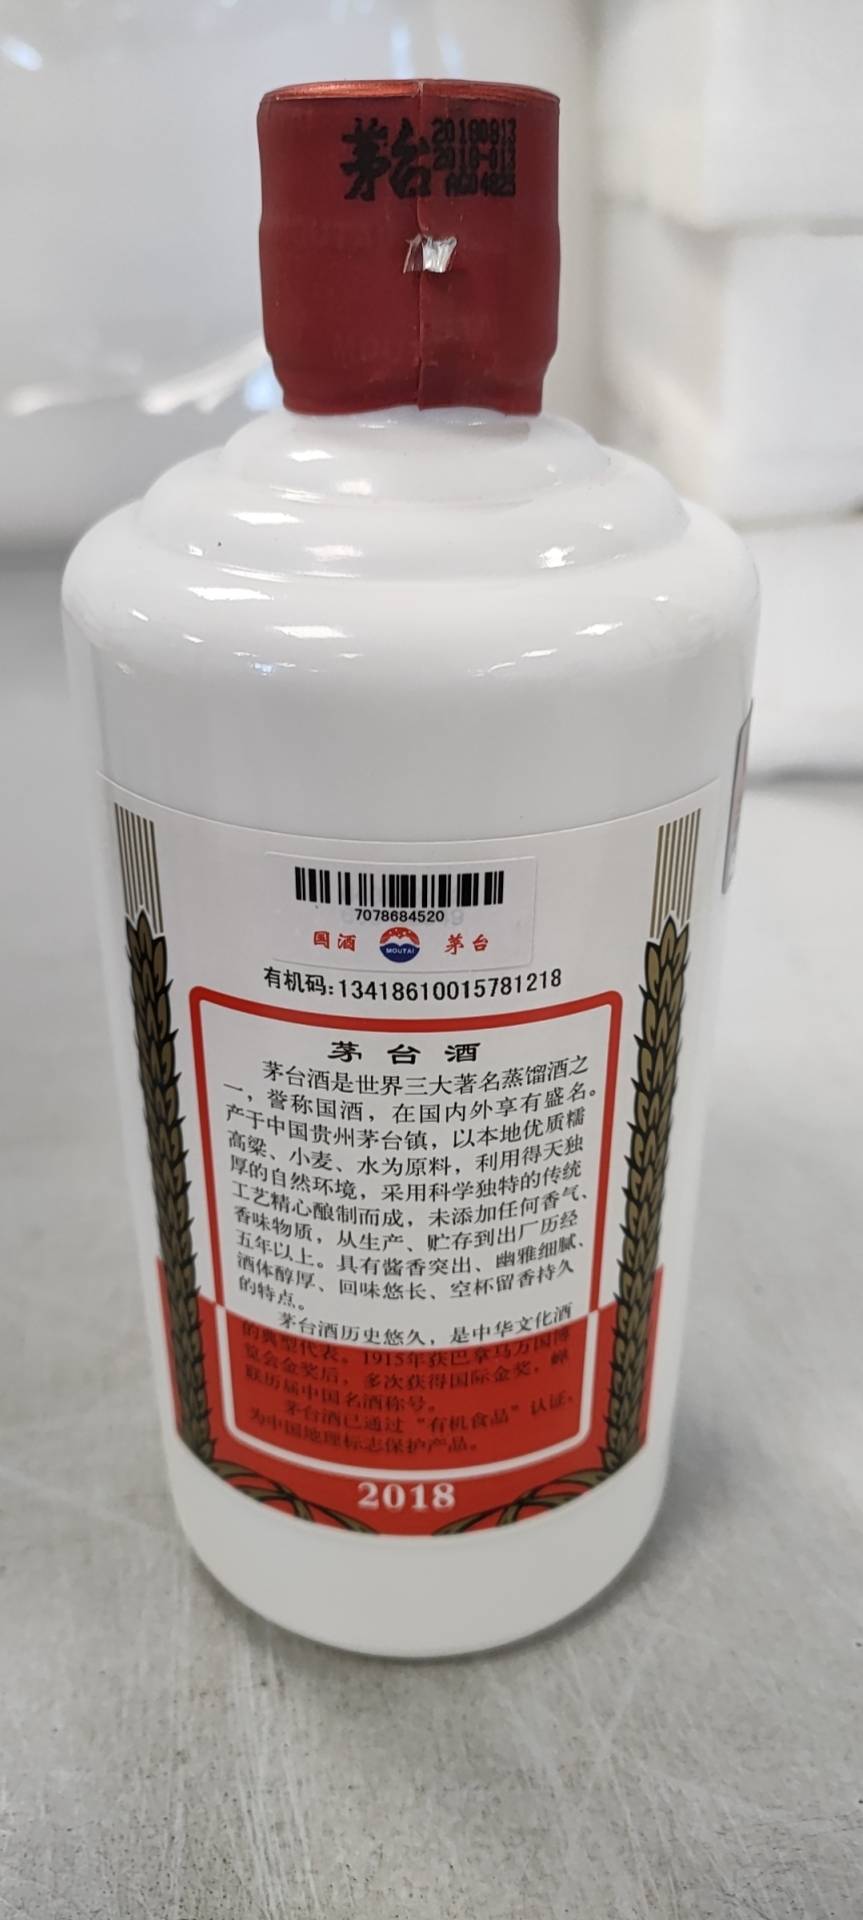 茅台
20180813
2018-013
7078684520
国酒 MOUTAI 茅台
有机码:13418610015781218
茅台酒
茅台酒是世界三大著名蒸馏酒之
一，誉称国酒，在国内外享有盛名。
产于中国贵州茅台镇，以本地优质糯
高粱、小麦、水为原料，利用得天独
厚的自然环境，采用科学独特的传统
工艺精心酿制而成，未添加任何香气、
香味物质，从生产、贮存到出厂历经
五年以上。具有酱香突出、幽雅细腻、
酒体醇厚、回味悠长、空杯留香持久
的特点。
茅台酒历史悠久，是中华文化酒
的典型代表。1915年获巴拿马万国博
览会金奖后，多次获得国际金奖，蝉
联历届中国名酒称号。
茅台酒已通过“有机食品”认证，
为中国地理标志保护产品。
2018